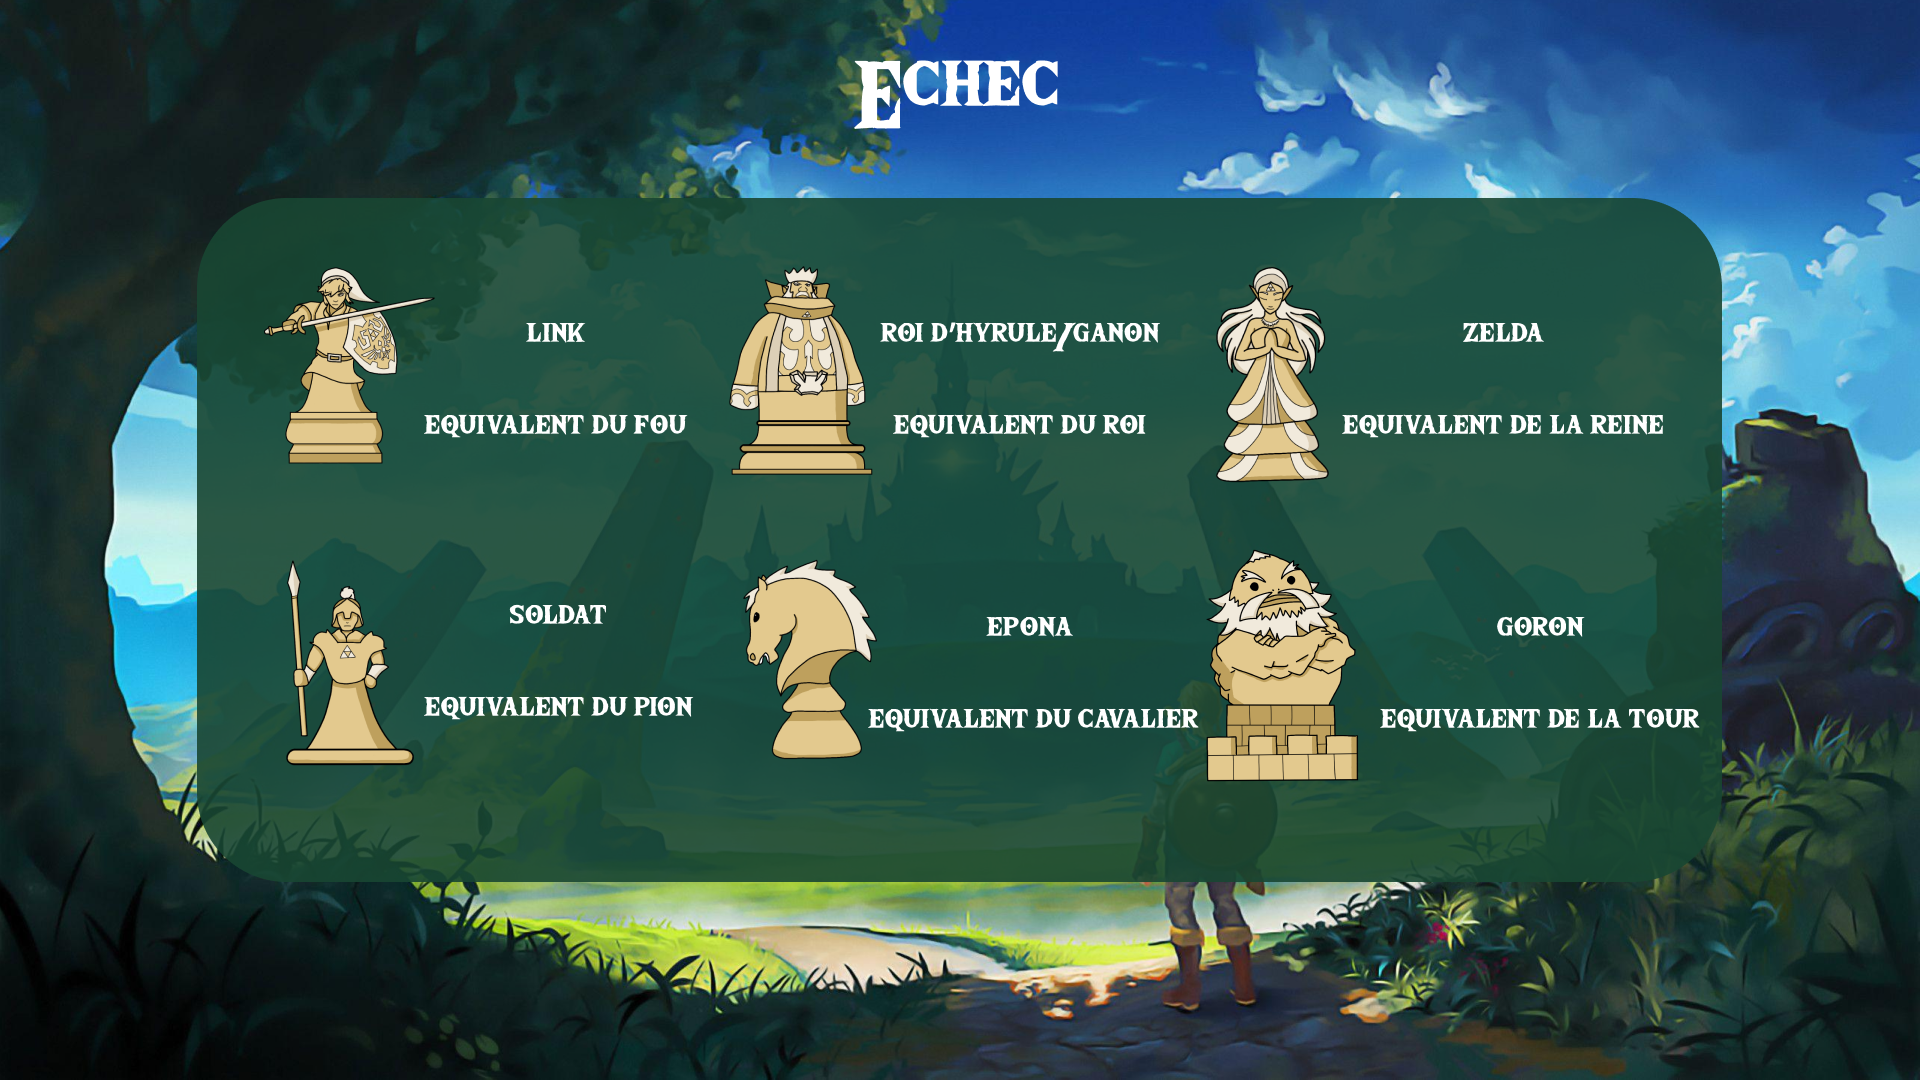 ECHEC
LINK
EQUIVALENT DU FOU
ROI D'HYRULE/GANON
EQUIVALENT DU ROI
ZELDA
EQUIVALENT DE LA REINE
SOLDAT
EQUIVALENT DU PION
EPONA
EQUIVALENT DU CAVALIER
GORON
EQUIVALENT DE LA TOUR